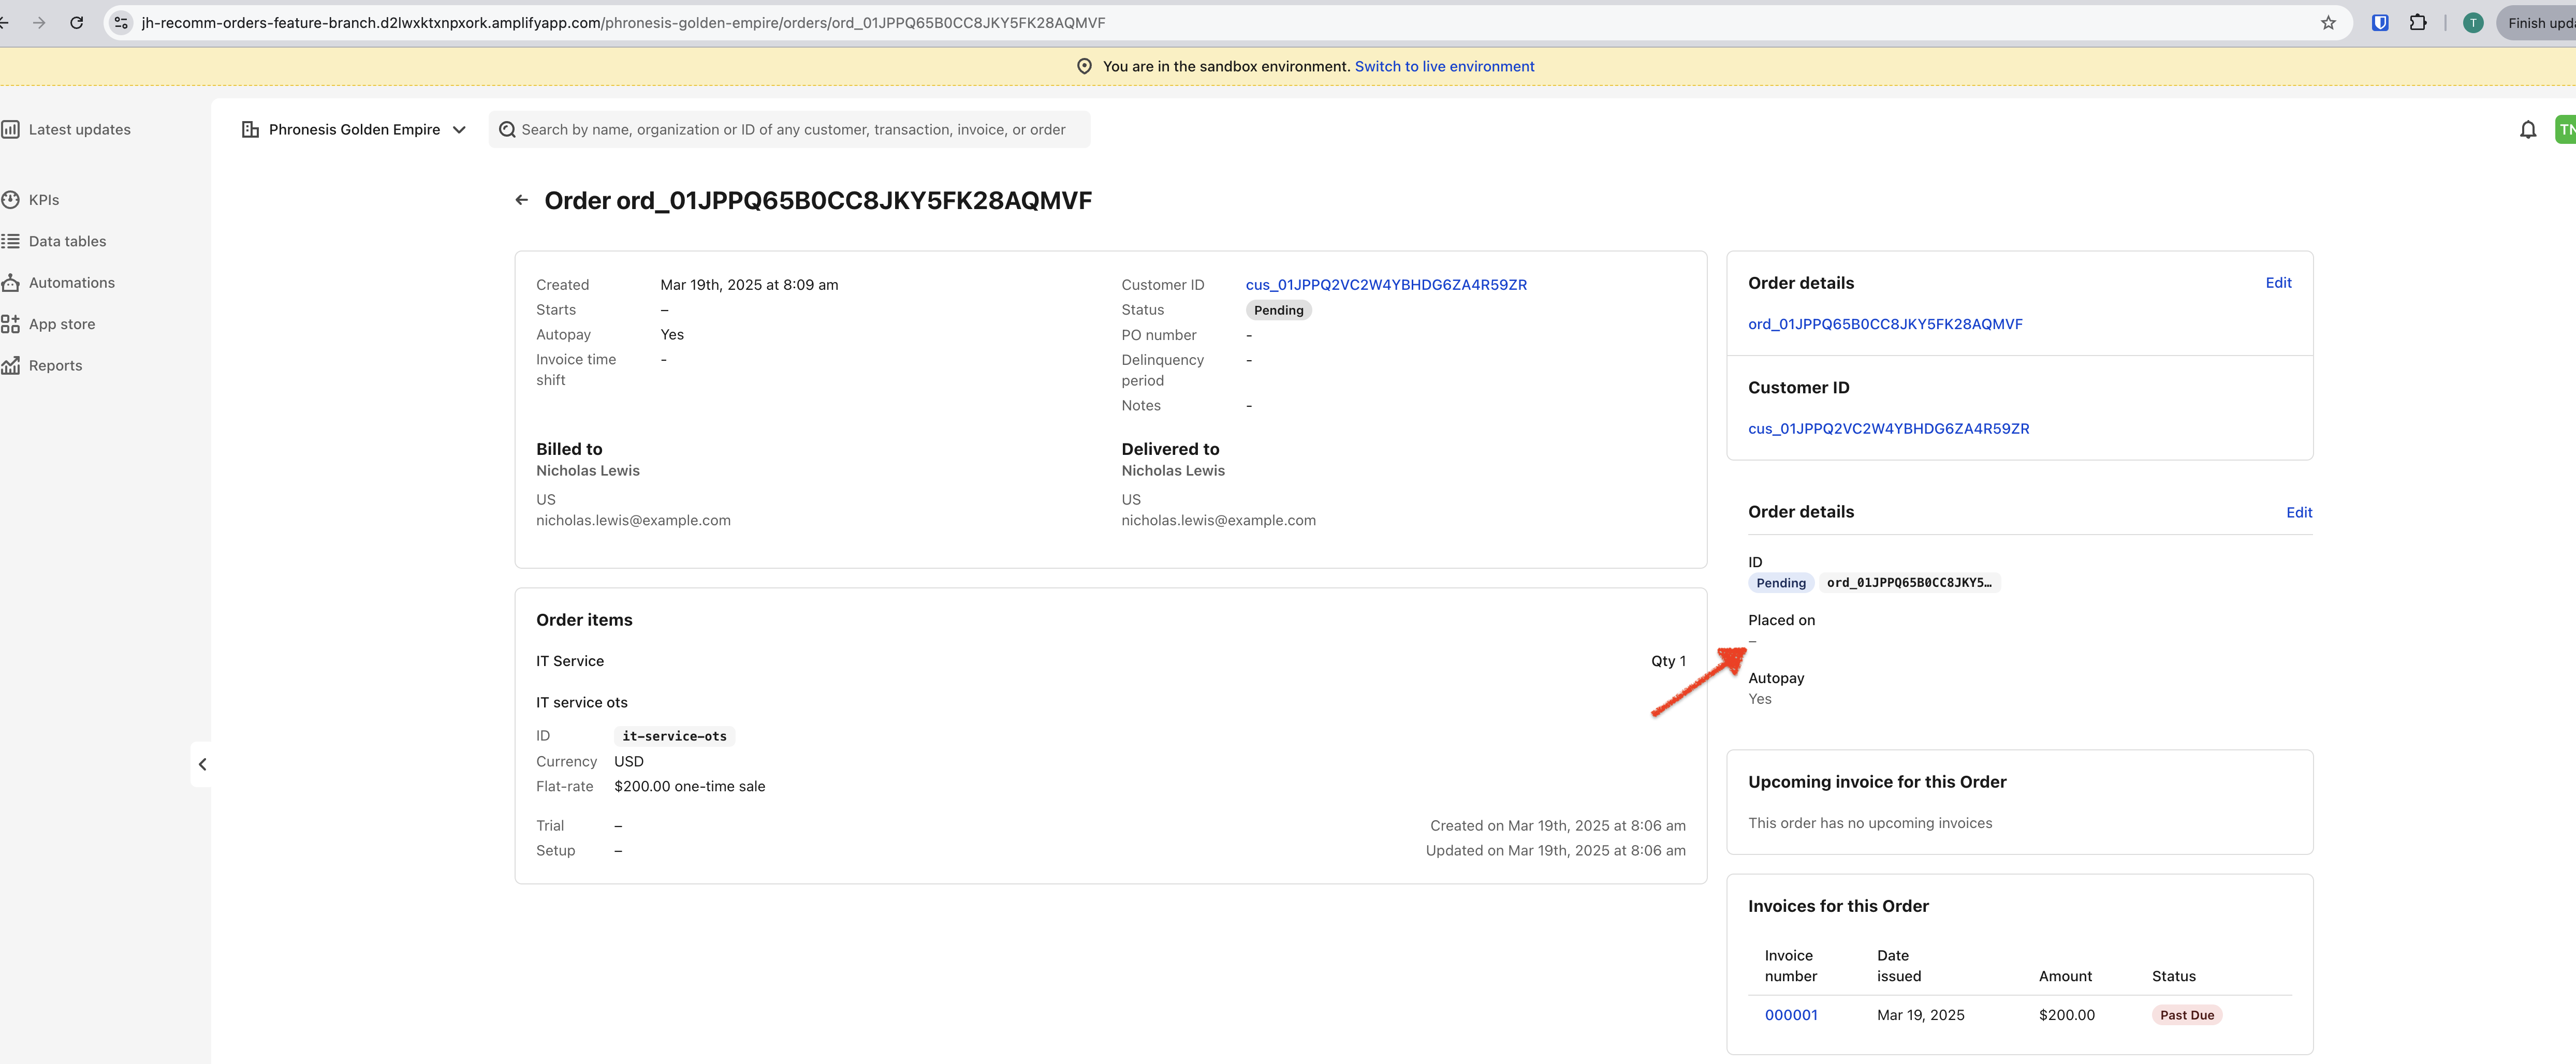 jh-recomm-orders-feature-branch.d2lwxktxnpxork.amplifyapp.com/phronesis-golden-empire/orders/ord_01JPPQ65B0CC8JKY5FK28AQMVF
T
Finish upda
You are in the sandbox environment. Switch to live environment
Latest updates
KPIs
Data tables
Automations
App store
Reports
Phronesis Golden Empire
Search by name, organization or ID of any customer, transaction, invoice, or order
TN
Order ord_01JPPQ65B0CC8JKY5FK28AQMVF
Created Mar 19th, 2025 at 8:09 am
Starts –
Autopay Yes
Invoice time shift -
Customer ID cus_01JPPQ2VC2W4YBHDG6ZA4R59ZR
Status Pending
PO number -
Delinquency period -
Notes -
Billed to
Nicholas Lewis
US
nicholas.lewis@example.com
Delivered to
Nicholas Lewis
US
nicholas.lewis@example.com
Order items
IT Service Qty 1
IT service ots
ID it-service-ots
Currency USD
Flat-rate $200.00 one-time sale
Trial –
Setup –
Created on Mar 19th, 2025 at 8:06 am
Updated on Mar 19th, 2025 at 8:06 am
Order details Edit
ord_01JPPQ65B0CC8JKY5FK28AQMVF
Customer ID
cus_01JPPQ2VC2W4YBHDG6ZA4R59ZR
Order details Edit
ID
Pending ord_01JPPQ65B0CC8JKY5…
Placed on
–
Autopay
Yes
Upcoming invoice for this Order
This order has no upcoming invoices
Invoices for this Order
Invoice number Date issued Amount Status
000001 Mar 19, 2025 $200.00 Past Due